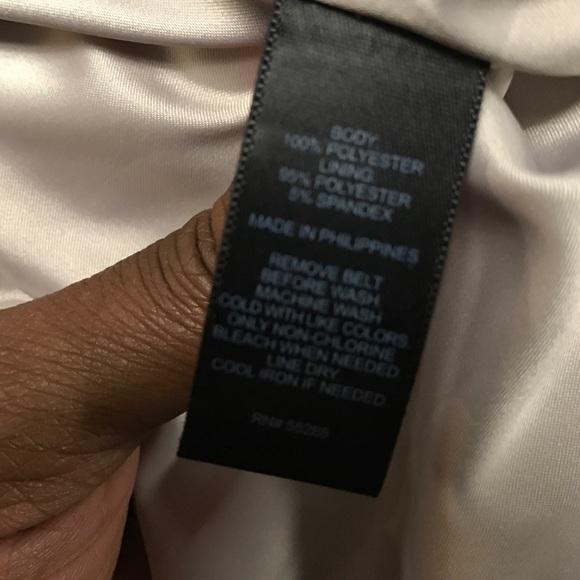 BODY
100% POLYESTER
LINING
95% POLYESTER
5% SPANDEX
MADE IN PHILIPPINES
REMOVE BELT
BEFORE WASH.
MACHINE WASH
COLD WITH LIKE COLORS.
ONLY NON-CHLORINE
BLEACH WHEN NEEDED.
LINE DRY
COOL IRON IF NEEDED.
RN#